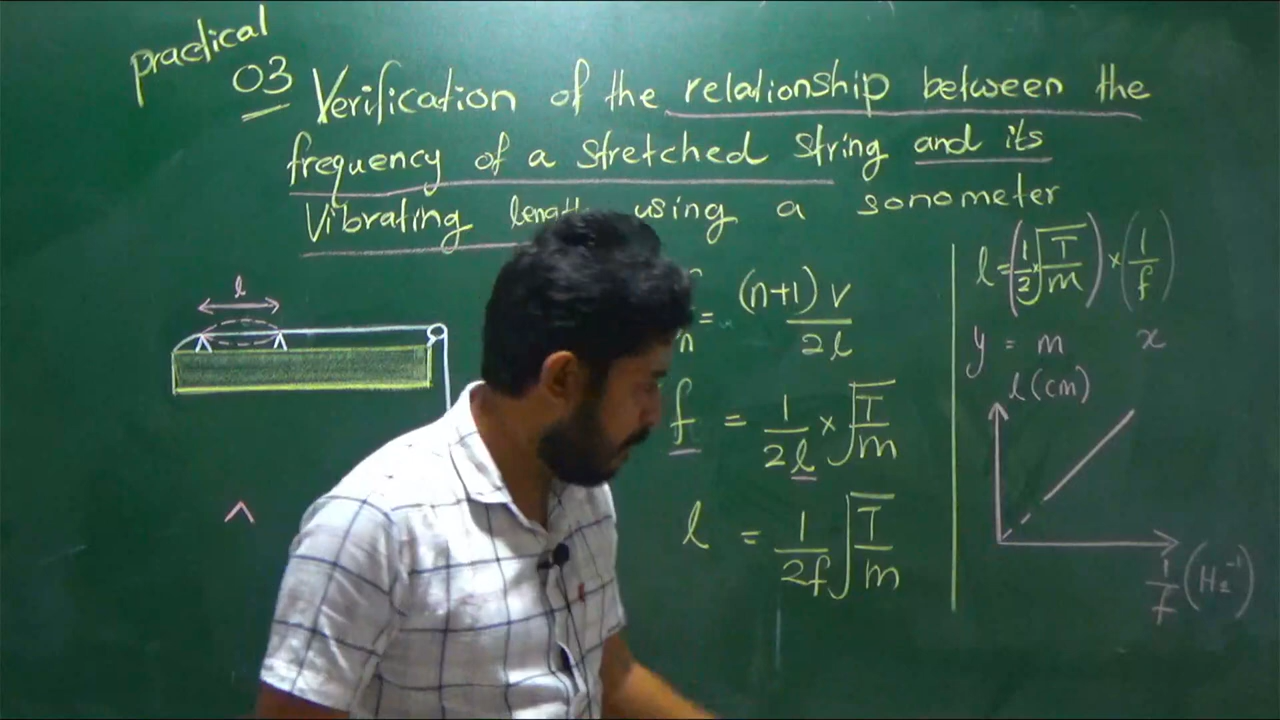 practical
03 Verification of the relationship between the
frequency of a stretched string and its
Vibrating length using a sonometer
l
= (n+1) v / 2l
n
f = 1/2l × √T/m
l = 1/2f √T/m
l = (1/2 × √T/m) × (1/f)
y = m x
l (cm)
1/f (Hz⁻¹)